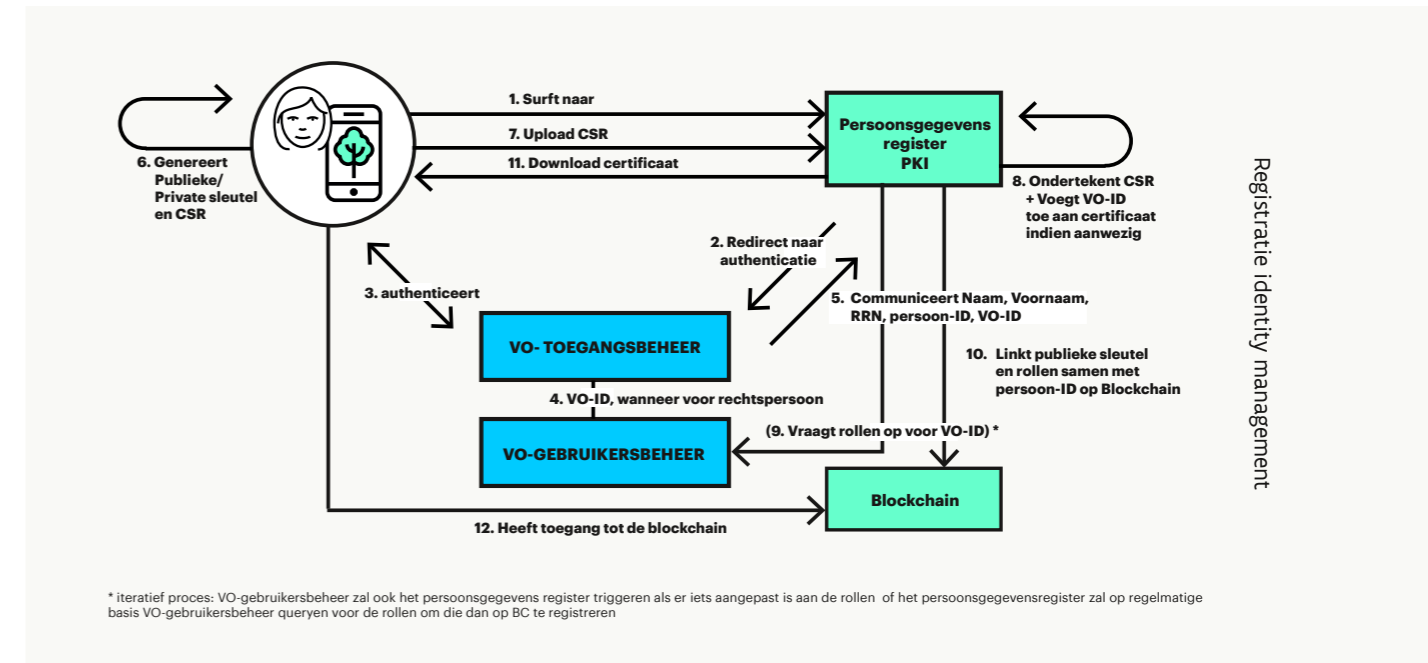 1. Surft naar
7. Upload CSR
11. Download certificaat
Persoonsgegevens
register
PKI
6. Genereert
Publieke/
Private sleutel
en CSR
8. Ondertekent CSR
+ Voegt VO-ID
toe aan certificaat
indien aanwezig
2. Redirect naar
authenticatie
3. authenticeert
5. Communiceert Naam, Voornaam,
RRN, persoon-ID, VO-ID
VO- TOEGANGSBEHEER
10. Linkt publieke sleutel
en rollen samen met
persoon-ID op Blockchain
4. VO-ID, wanneer voor rechtspersoon
(9. Vraagt rollen op voor VO-ID) *
VO-GEBRUIKERSBEHEER
Blockchain
12. Heeft toegang tot de blockchain
Registratie identity management
* iteratief proces: VO-gebruikersbeheer zal ook het persoonsgegevens register triggeren als er iets aangepast is aan de rollen of het persoonsgegevensregister zal op regelmatige
basis VO-gebruikersbeheer queryen voor de rollen om die dan op BC te registreren